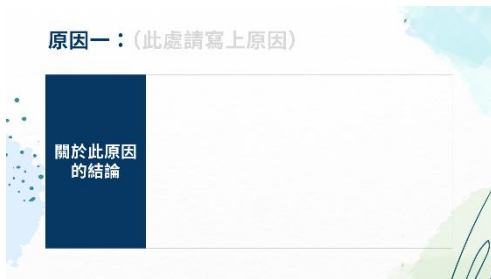 原因一：（此處請寫上原因）
關於此原因
的結論